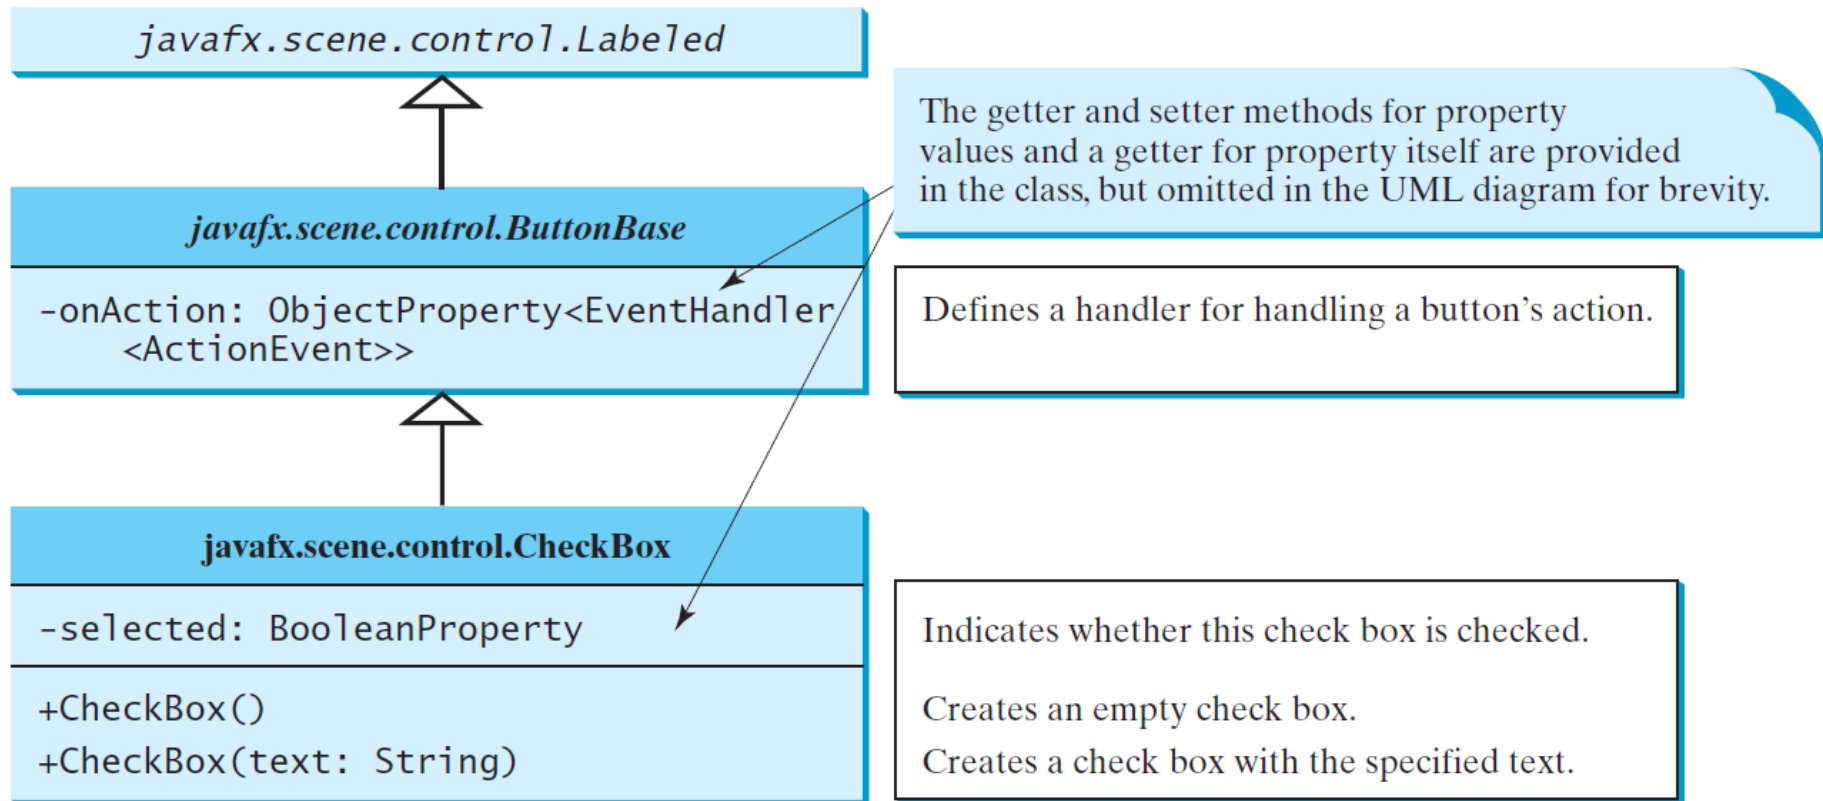 javafx.scene.control.Labeled
The getter and setter methods for property
values and a getter for property itself are provided
in the class, but omitted in the UML diagram for brevity.
javafx.scene.control.ButtonBase
-onAction: ObjectProperty<EventHandler
<ActionEvent>>
Defines a handler for handling a button’s action.
javafx.scene.control.CheckBox
-selected: BooleanProperty
Indicates whether this check box is checked.
+CheckBox()
Creates an empty check box.
+CheckBox(text: String)
Creates a check box with the specified text.